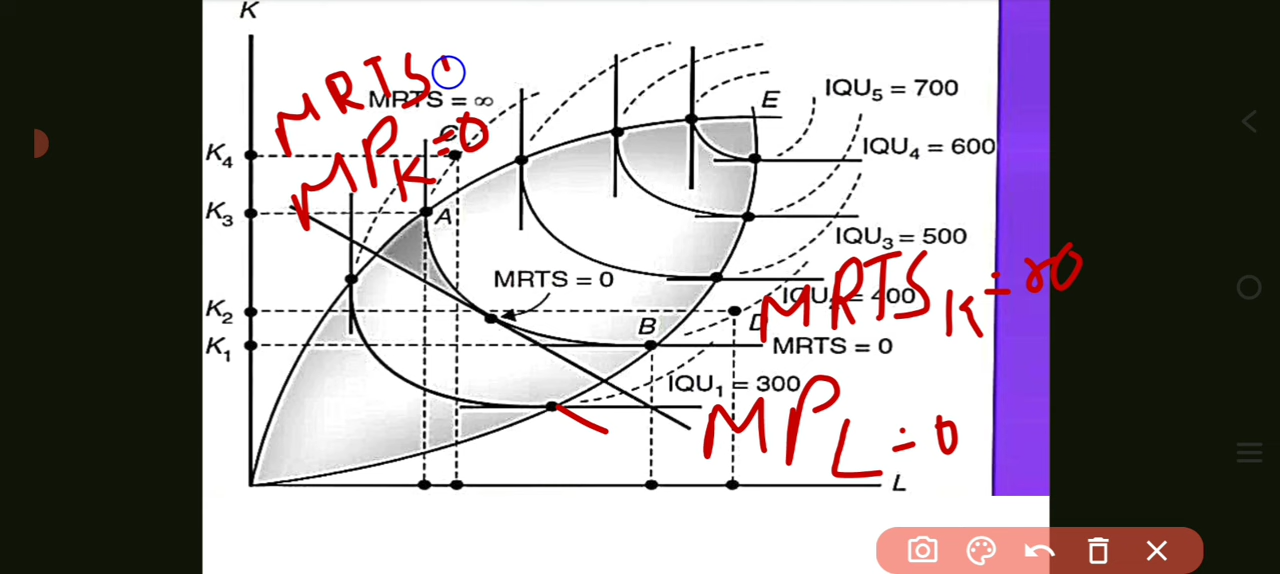 K
MRTS
MRTS = ∞
MP_K = 0
K₄
K₃
K₂
K₁
A
E
IQU₅ = 700
IQU₄ = 600
IQU₃ = 500
MRTS = 0
B
D
400
MRTS_K = 
MRTS = 0
IQU₁ = 300
MP_L = 0
L